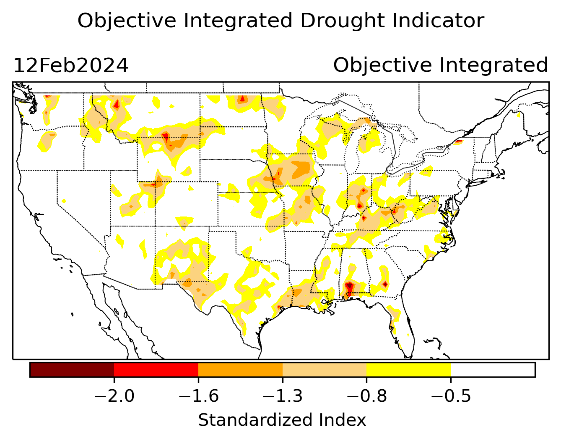 Objective Integrated Drought Indicator
12Feb2024 Objective Integrated
−2.0 −1.6 −1.3 −0.8 −0.5
Standardized Index